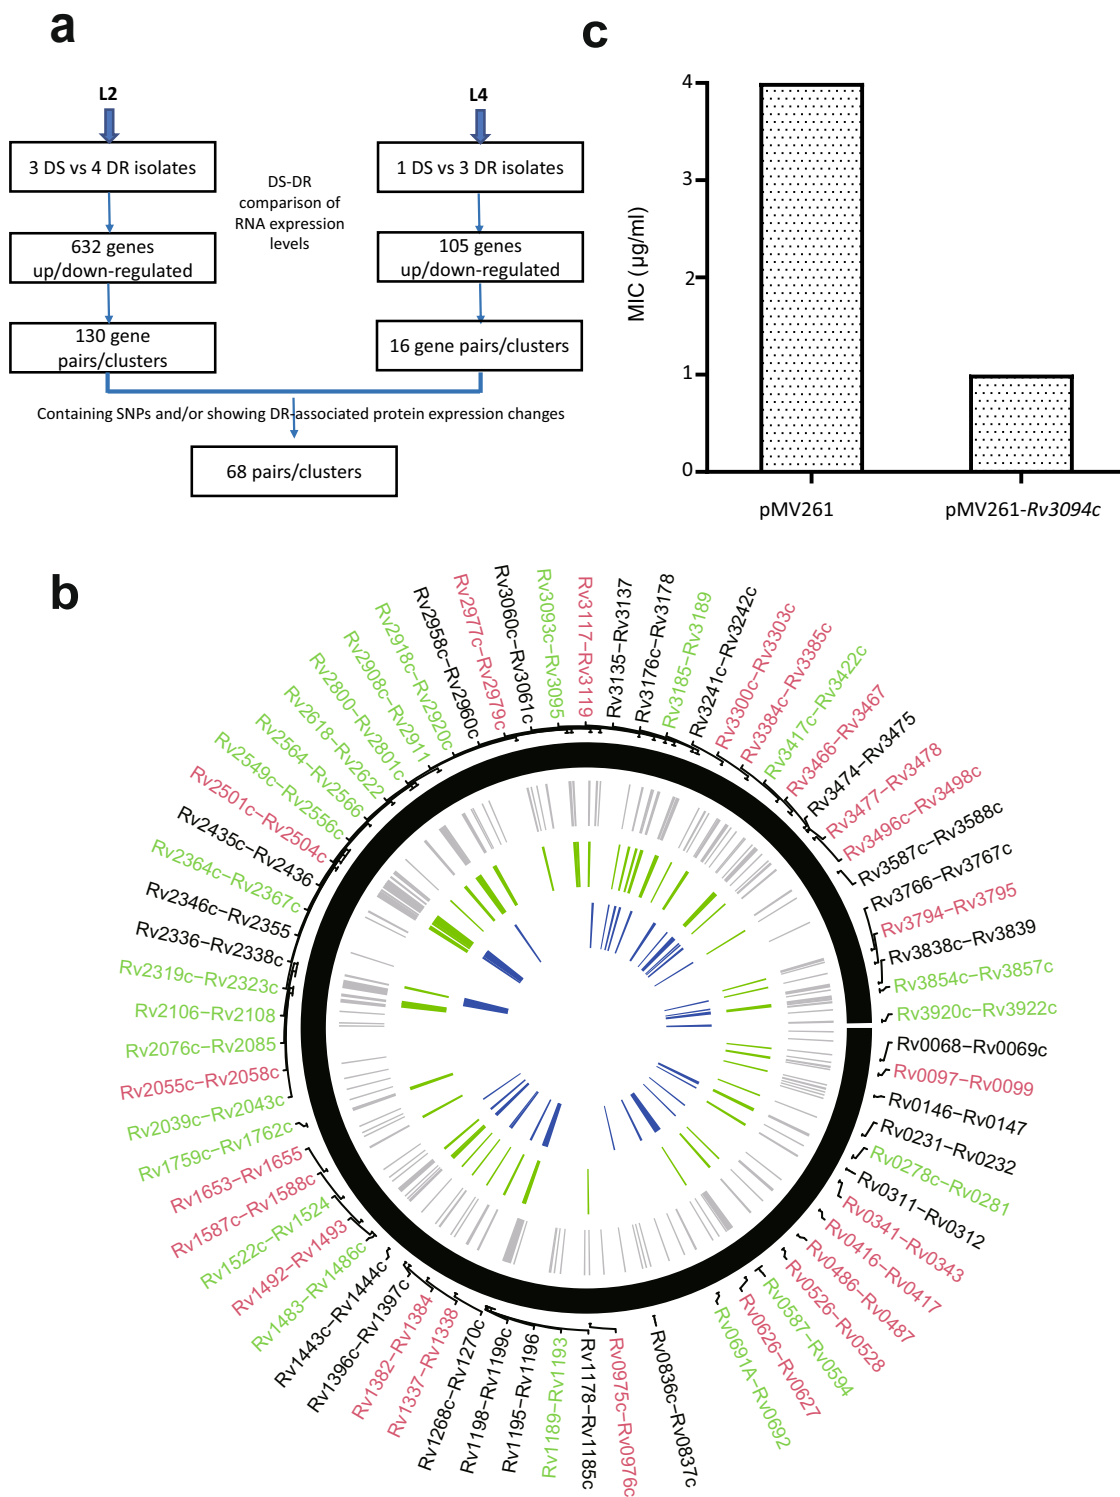 a
L2
L4
3 DS vs 4 DR isolates
1 DS vs 3 DR isolates
DS-DR
comparison of
RNA expression
levels
632 genes
up/down-regulated
105 genes
up/down-regulated
130 gene
pairs/clusters
16 gene pairs/clusters
Containing SNPs and/or showing DR-associated protein expression changes
68 pairs/clusters
c
MIC (µg/ml)
4
3
2
1
0
pMV261
pMV261-Rv3094c
b
Rv3117−Rv3119
Rv3135−Rv3137
Rv3176c−Rv3178
Rv3185−Rv3189
Rv3241c−Rv3242c
Rv3300c−Rv3303c
Rv3384c−Rv3385c
Rv3417c−Rv3422c
Rv3466−Rv3467
Rv3474−Rv3475
Rv3477−Rv3478
Rv3496c−Rv3498c
Rv3587c−Rv3588c
Rv3766−Rv3767c
Rv3794−Rv3795
Rv3838c−Rv3839
Rv3854c−Rv3857c
Rv3920c−Rv3922c
Rv0068−Rv0069c
Rv0097−Rv0099
Rv0146−Rv0147
Rv0231−Rv0232
Rv0278c−Rv0281
Rv0311−Rv0312
Rv0341−Rv0343
Rv0416−Rv0417
Rv0486−Rv0487
Rv0526−Rv0528
Rv0587−Rv0594
Rv0626−Rv0627
Rv0691A−Rv0692
Rv0836c−Rv0837c
Rv0975c−Rv0976c
Rv1178−Rv1185c
Rv1189−Rv1193
Rv1195−Rv1196
Rv1198−Rv1199c
Rv1268c−Rv1270c
Rv1337−Rv1338
Rv1382−Rv1384
Rv1396c−Rv1397c
Rv1443c−Rv1444c
Rv1483−Rv1486c
Rv1492−Rv1493
Rv1522c−Rv1524
Rv1587c−Rv1588c
Rv1653−Rv1655
Rv1759c−Rv1762c
Rv2039c−Rv2043c
Rv2055c−Rv2058c
Rv2076c−Rv2085
Rv2106−Rv2108
Rv2319c−Rv2323c
Rv2336−Rv2338c
Rv2346c−Rv2355
Rv2364c−Rv2367c
Rv2435c−Rv2436
Rv2501c−Rv2504c
Rv2549c−Rv2556c
Rv2564−Rv2566
Rv2618−Rv2622
Rv2800−Rv2801c
Rv2908c−Rv2911
Rv2918c−Rv2920c
Rv2958c−Rv2960c
Rv2977c−Rv2979c
Rv3060c−Rv3061c
Rv3093c−Rv3095